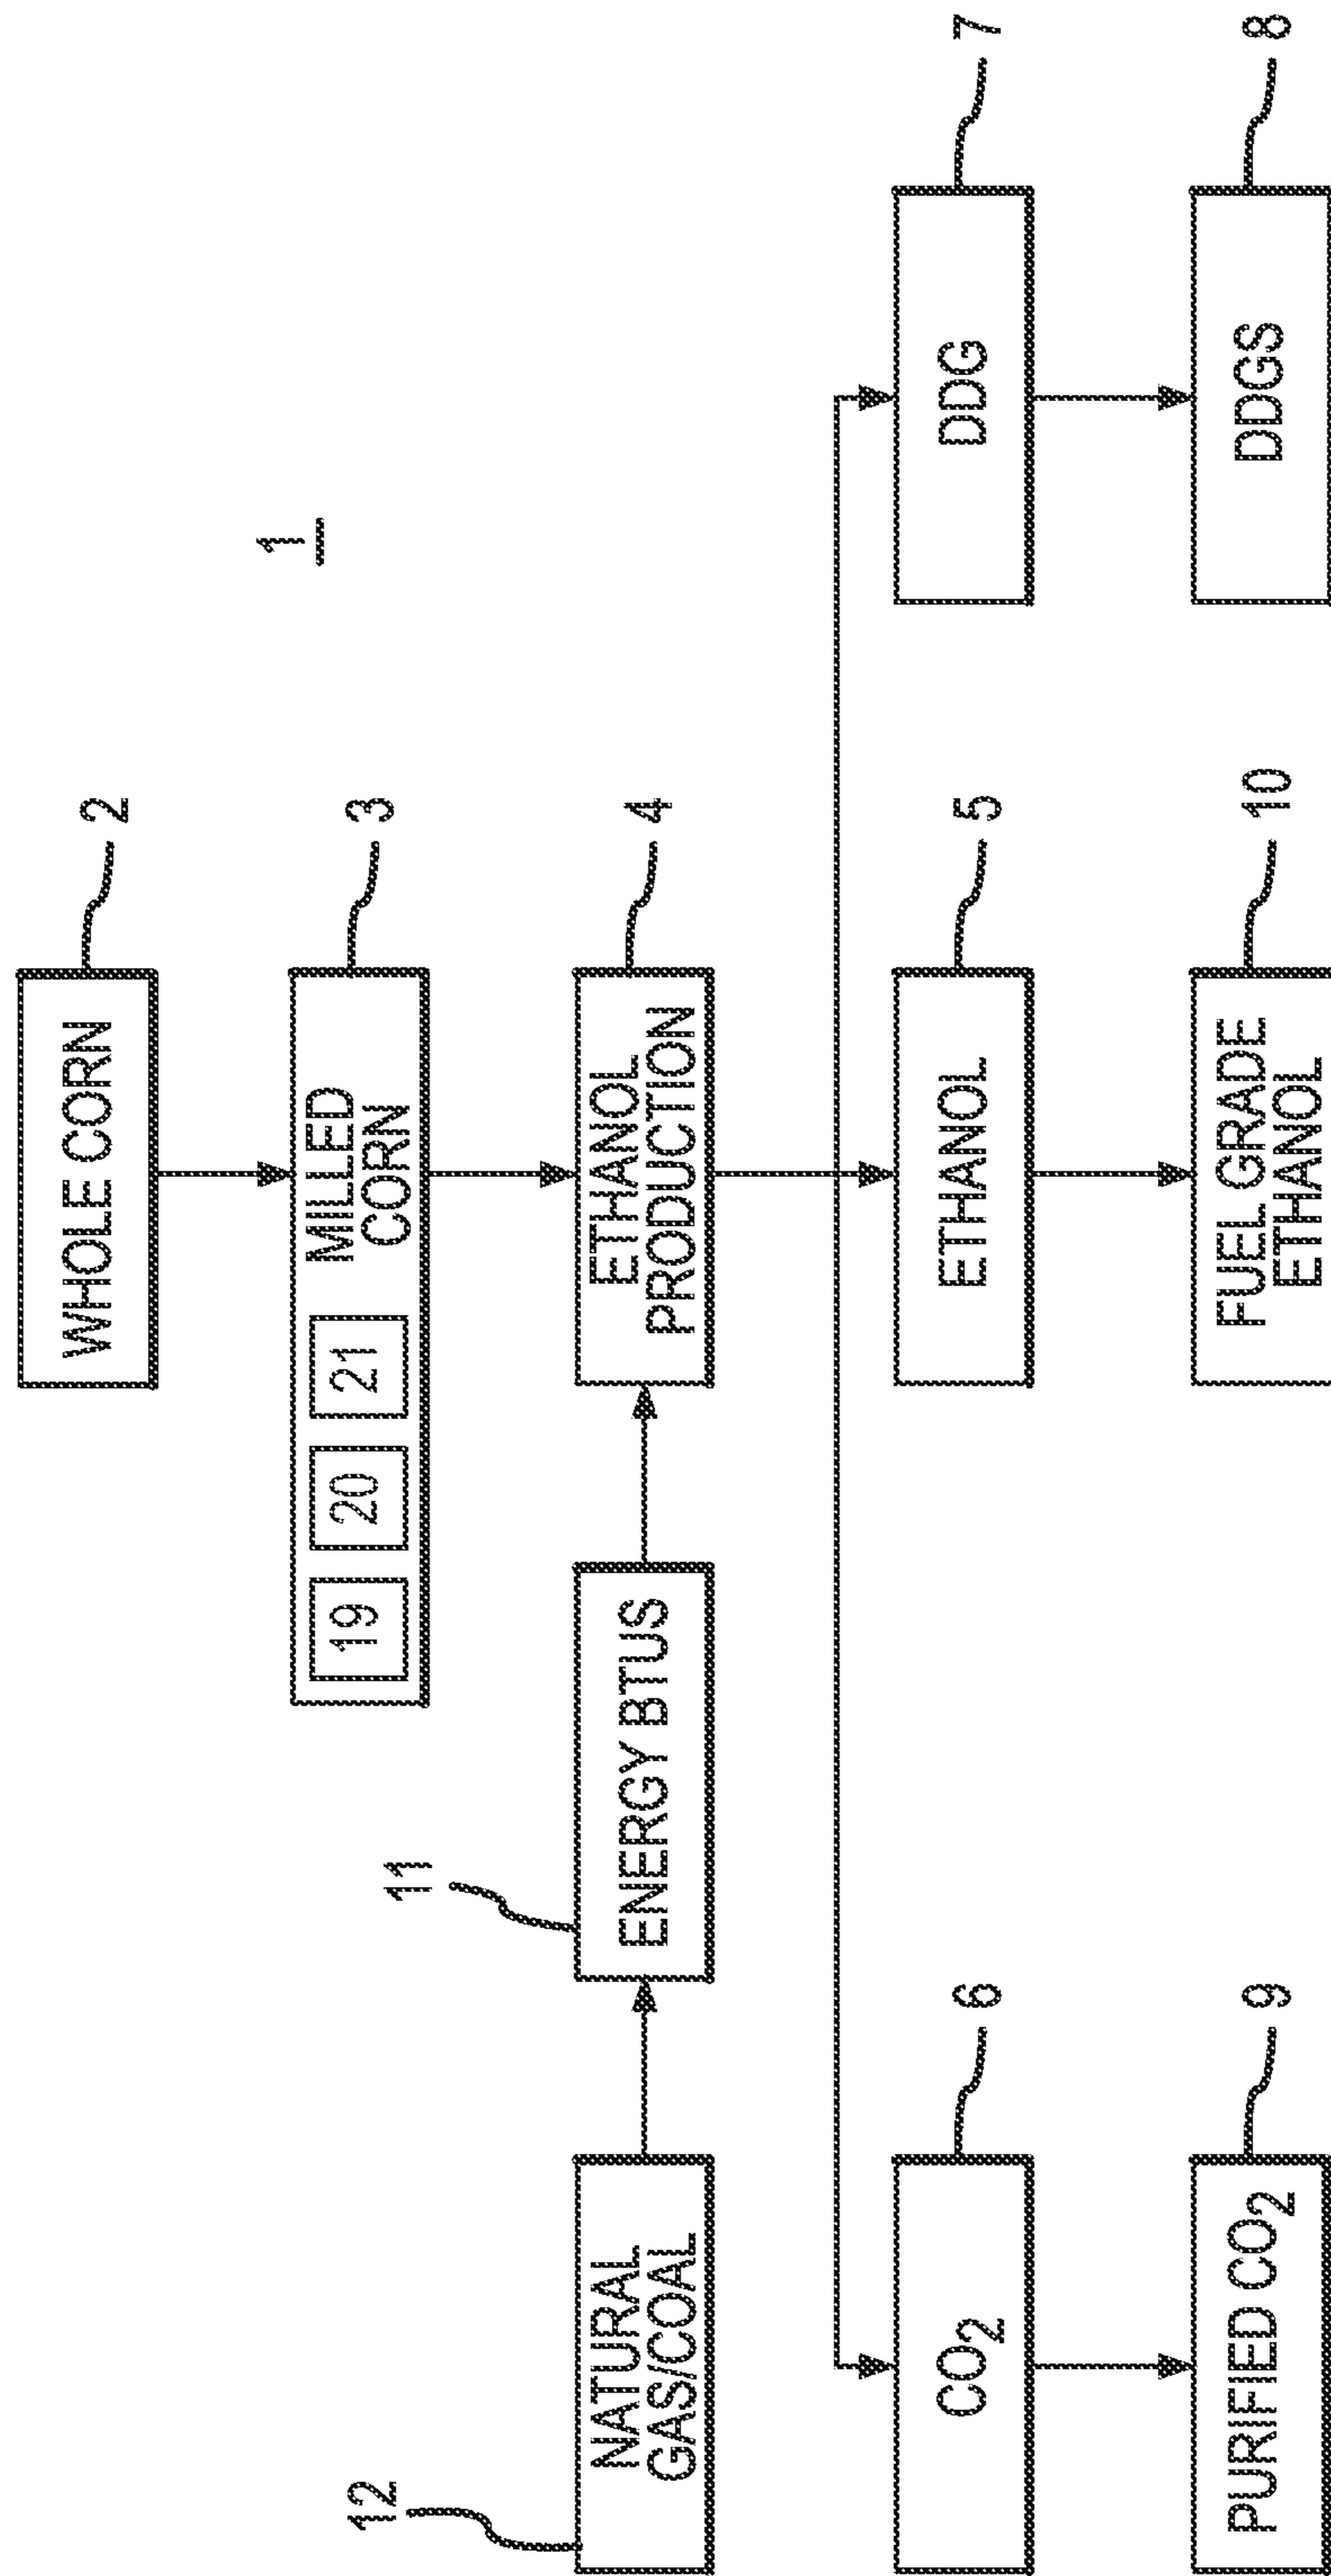 1
WHOLE CORN
2
19
20
21
MILLED
CORN
3
12
NATURAL
GAS/COAL
11
ENERGY BTUS
ETHANOL
PRODUCTION
4
CO₂
6
ETHANOL
5
DDG
7
PURIFIED CO₂
9
FUEL GRADE
ETHANOL
10
DDGS
8